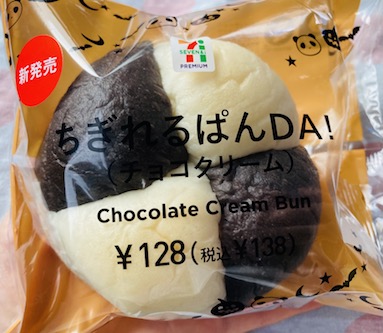 新発売
SEVEN&i
PREMIUM
ちぎれるぱんDA!
(チョコクリーム)
Chocolate Cream Bun
¥128(税込¥138)